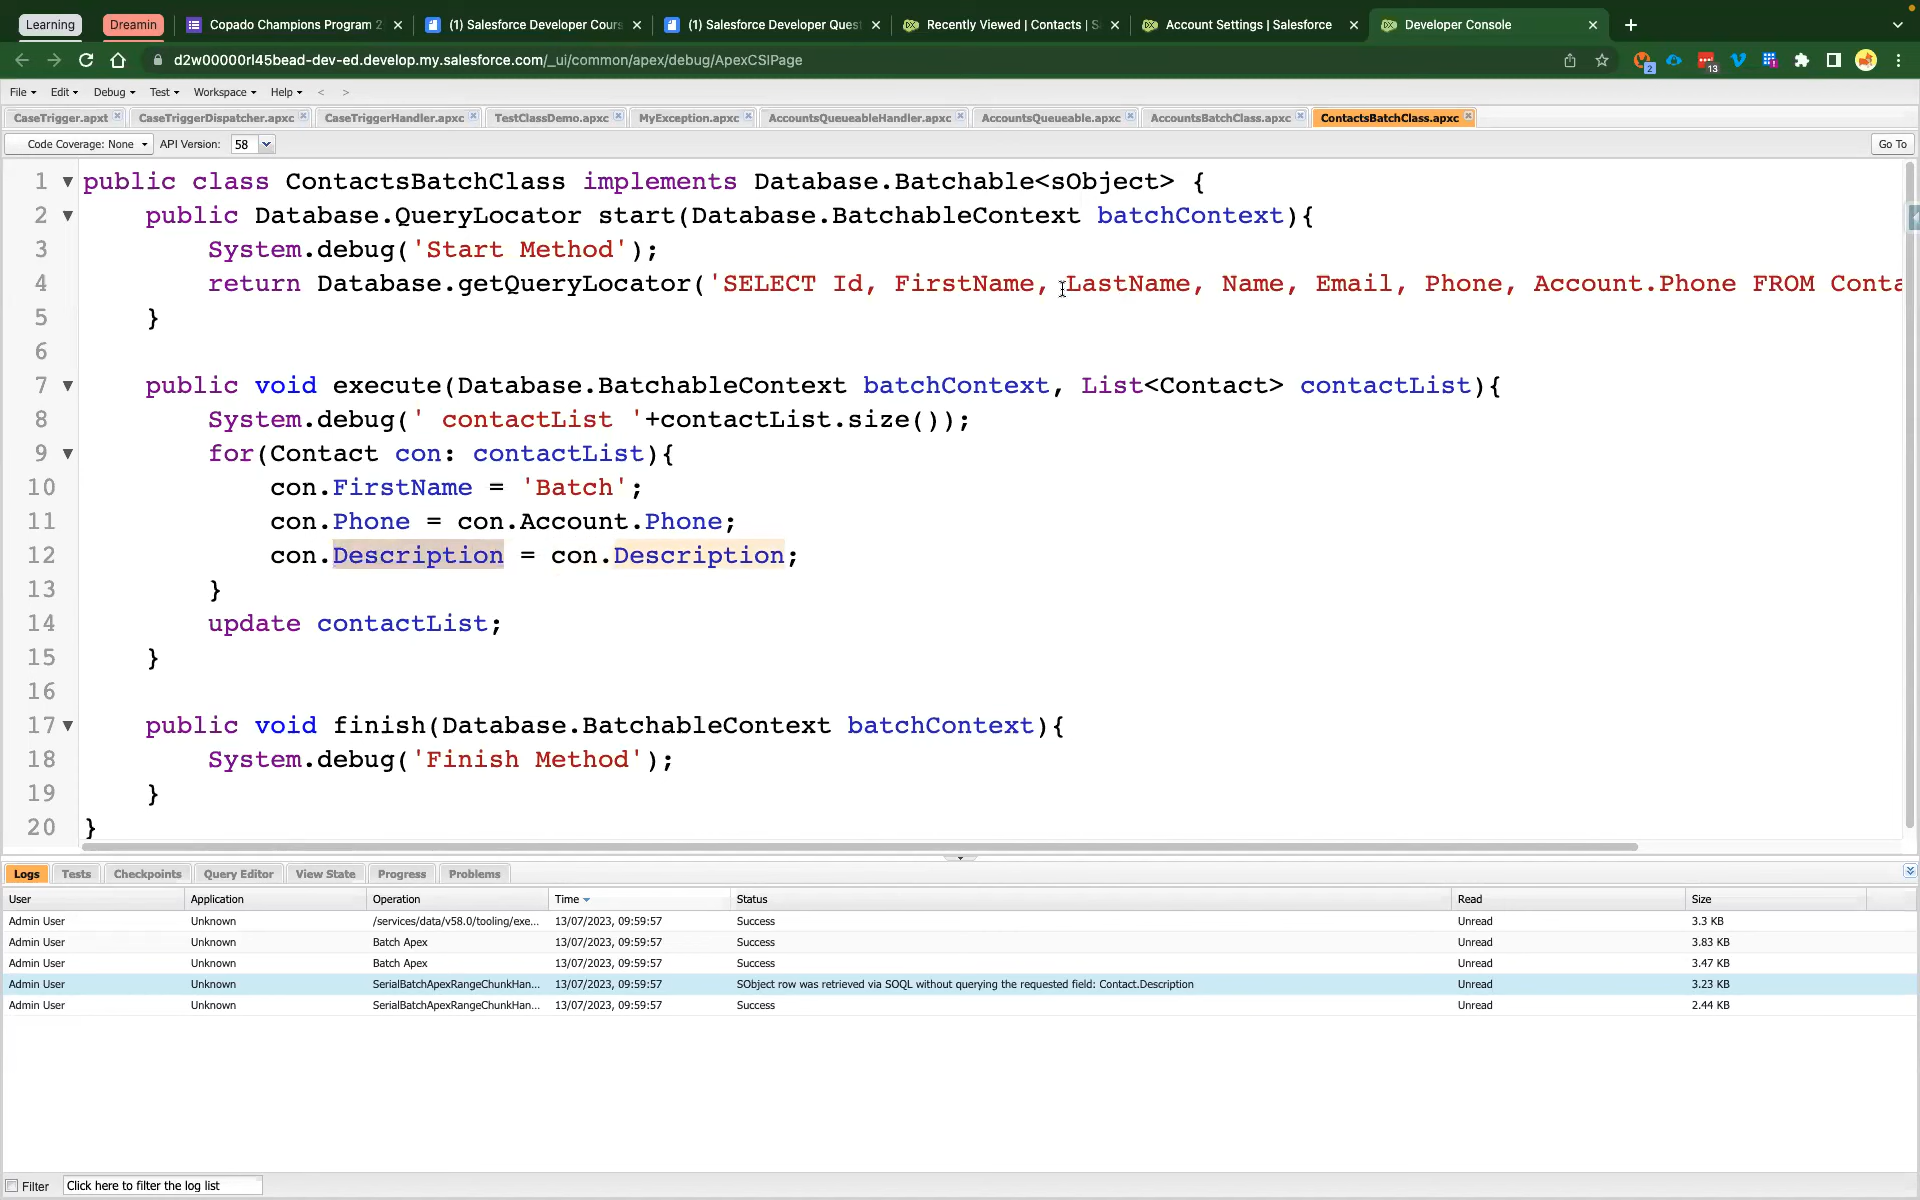 Learning Dreamin Copado Champions Program 2 (1) Salesforce Developer Cours (1) Salesforce Developer Ques Recently Viewed | Contacts | S Account Settings | Salesforce Developer Console
d2w00000rl45bead-dev-ed.develop.my.salesforce.com/_ui/common/apex/debug/ApexCSIPage 2 13
File Edit Debug Test Workspace Help < >
CaseTrigger.apxt CaseTriggerDispatcher.apxc CaseTriggerHandler.apxc TestClassDemo.apxc MyException.apxc AccountsQueueableHandler.apxc AccountsQueueable.apxc AccountsBatchClass.apxc ContactsBatchClass.apxc
Code Coverage: None API Version: 58 Go To
1 public class ContactsBatchClass implements Database.Batchable<sObject> {
2 public Database.QueryLocator start(Database.BatchableContext batchContext){
3 System.debug('Start Method');
4 return Database.getQueryLocator('SELECT Id, FirstName, LastName, Name, Email, Phone, Account.Phone FROM Conta
5 }
6
7 public void execute(Database.BatchableContext batchContext, List<Contact> contactList){
8 System.debug(' contactList '+contactList.size());
9 for(Contact con: contactList){
10 con.FirstName = 'Batch';
11 con.Phone = con.Account.Phone;
12 con.Description = con.Description;
13 }
14 update contactList;
15 }
16
17 public void finish(Database.BatchableContext batchContext){
18 System.debug('Finish Method');
19 }
20 }
Logs Tests Checkpoints Query Editor View State Progress Problems
User Application Operation Time Status Read Size
Admin User Unknown /services/data/v58.0/tooling/exe... 13/07/2023, 09:59:57 Success Unread 3.3 KB
Admin User Unknown Batch Apex 13/07/2023, 09:59:57 Success Unread 3.83 KB
Admin User Unknown Batch Apex 13/07/2023, 09:59:57 Success Unread 3.47 KB
Admin User Unknown SerialBatchApexRangeChunkHan... 13/07/2023, 09:59:57 SObject row was retrieved via SOQL without querying the requested field: Contact.Description Unread 3.23 KB
Admin User Unknown SerialBatchApexRangeChunkHan... 13/07/2023, 09:59:57 Success Unread 2.44 KB
Filter Click here to filter the log list